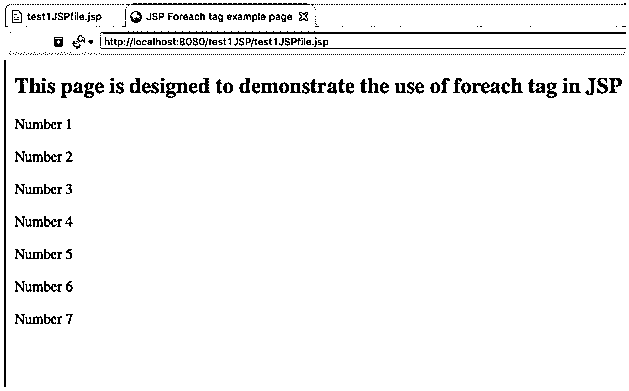 test1JSPfile.jsp
JSP Foreach tag example page
http://localhost:8080/test1JSP/test1JSPfile.jsp
This page is designed to demonstrate the use of foreach tag in JSP
Number 1
Number 2
Number 3
Number 4
Number 5
Number 6
Number 7